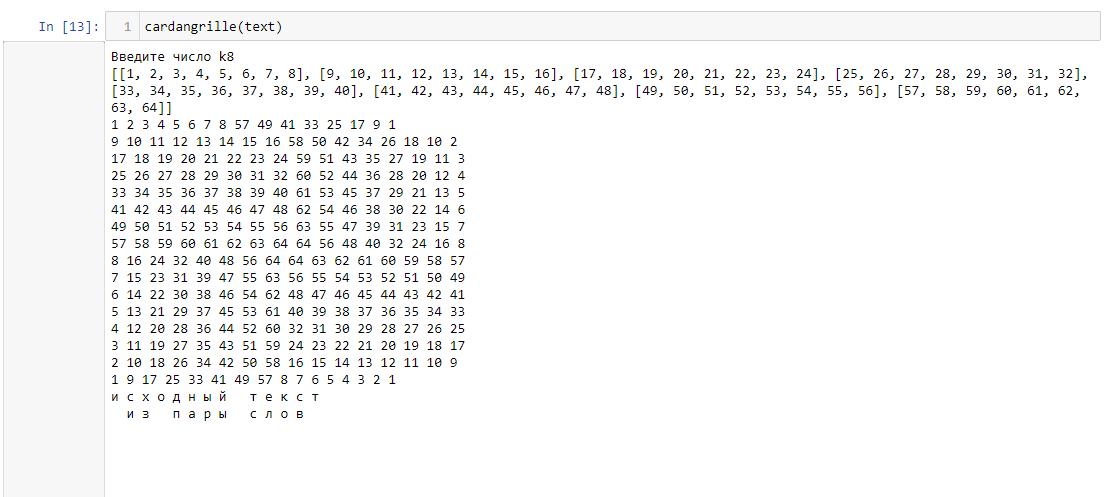 In [13]: 1 cardangrille(text)
Введите число k8
[[1, 2, 3, 4, 5, 6, 7, 8], [9, 10, 11, 12, 13, 14, 15, 16], [17, 18, 19, 20, 21, 22, 23, 24], [25, 26, 27, 28, 29, 30, 31, 32],
[33, 34, 35, 36, 37, 38, 39, 40], [41, 42, 43, 44, 45, 46, 47, 48], [49, 50, 51, 52, 53, 54, 55, 56], [57, 58, 59, 60, 61, 62,
63, 64]]
1 2 3 4 5 6 7 8 57 49 41 33 25 17 9 1
9 10 11 12 13 14 15 16 58 50 42 34 26 18 10 2
17 18 19 20 21 22 23 24 59 51 43 35 27 19 11 3
25 26 27 28 29 30 31 32 60 52 44 36 28 20 12 4
33 34 35 36 37 38 39 40 61 53 45 37 29 21 13 5
41 42 43 44 45 46 47 48 62 54 46 38 30 22 14 6
49 50 51 52 53 54 55 56 63 55 47 39 31 23 15 7
57 58 59 60 61 62 63 64 64 56 48 40 32 24 16 8
8 16 24 32 40 48 56 64 64 63 62 61 60 59 58 57
7 15 23 31 39 47 55 63 56 55 54 53 52 51 50 49
6 14 22 30 38 46 54 62 48 47 46 45 44 43 42 41
5 13 21 29 37 45 53 61 40 39 38 37 36 35 34 33
4 12 20 28 36 44 52 60 32 31 30 29 28 27 26 25
3 11 19 27 35 43 51 59 24 23 22 21 20 19 18 17
2 10 18 26 34 42 50 58 16 15 14 13 12 11 10 9
1 9 17 25 33 41 49 57 8 7 6 5 4 3 2 1
и с х о д н ы й   т е к с т
  и з   п а р ы   с л о в